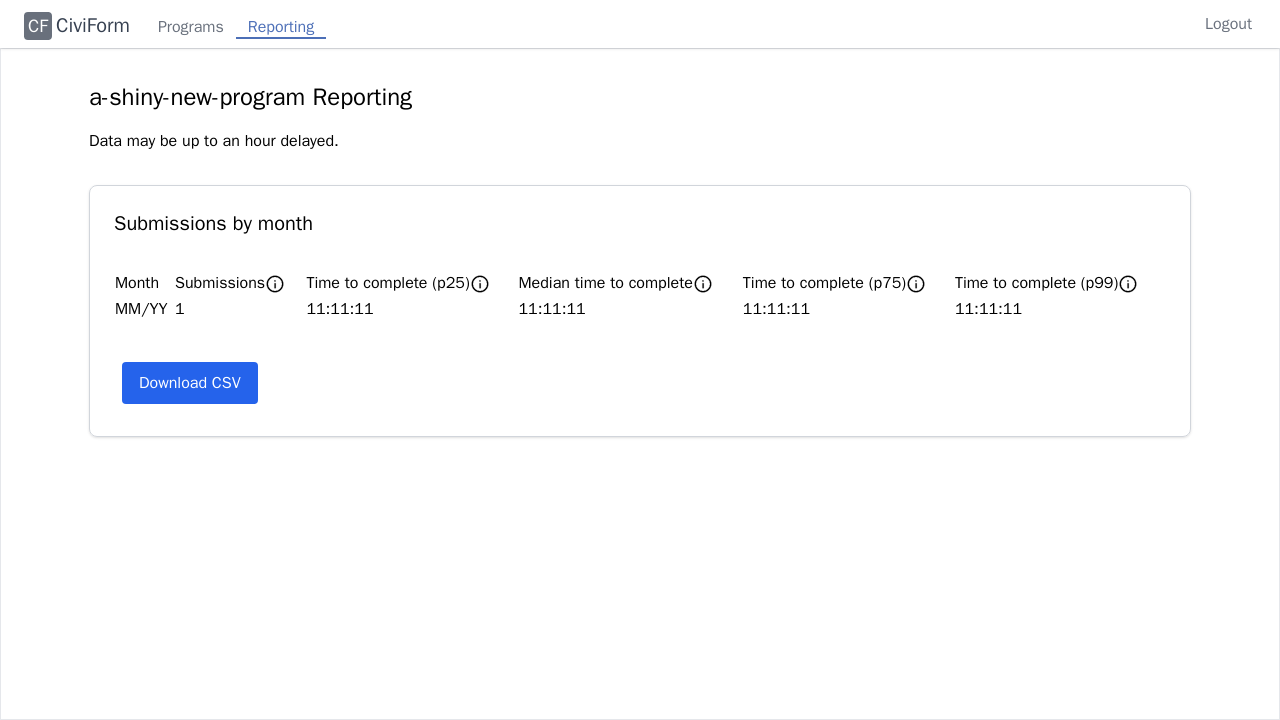 CF CiviForm Programs Reporting Logout
a-shiny-new-program Reporting
Data may be up to an hour delayed.
Submissions by month
Month Submissions Time to complete (p25) Median time to complete Time to complete (p75) Time to complete (p99)
MM/YY 1 11:11:11 11:11:11 11:11:11 11:11:11
Download CSV